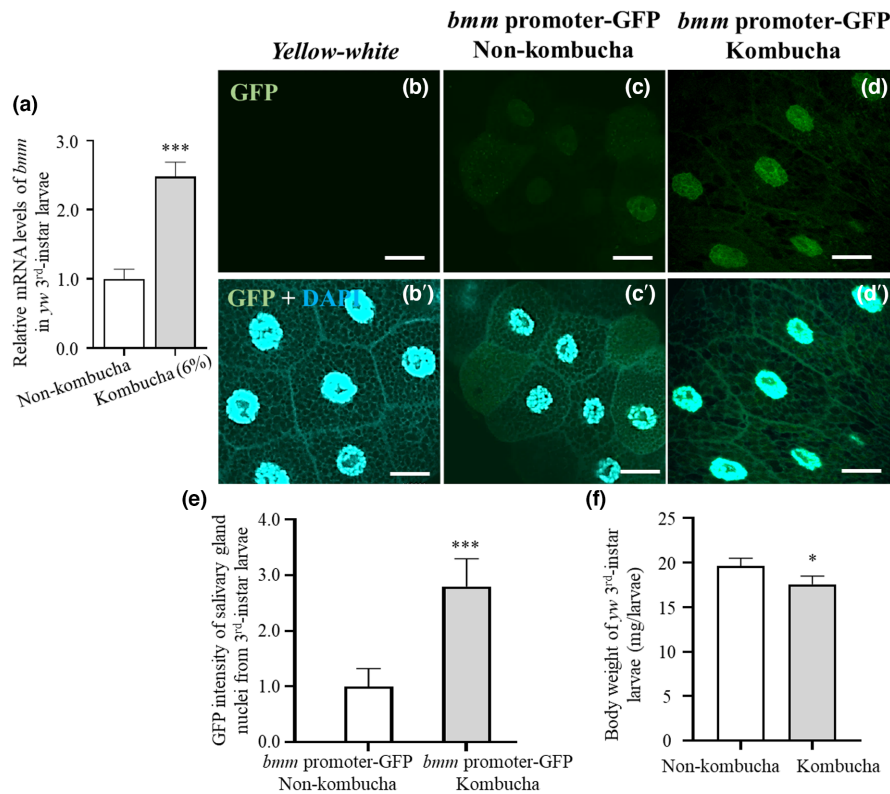 bmm promoter-GFP
Non-kombucha
bmm promoter-GFP
Kombucha
Yellow-white
(a)
Relative mRNA levels of bmm
in yw 3rd-instar larvae
3.0
2.0
1.0
0.0
***
Non-kombucha
Kombucha (6%)
GFP
(b)
(c)
(d)
GFP + DAPI
(b′)
(c′)
(d′)
(e)
GFP intensity of salivary gland
nuclei from 3rd-instar larvae
4.0
3.0
2.0
1.0
0.0
***
bmm promoter-GFP
Non-kombucha
bmm promoter-GFP
Kombucha
(f)
Body weight of yw 3rd-instar
larvae (mg/larvae)
25
20
15
10
5
0
*
Non-kombucha
Kombucha